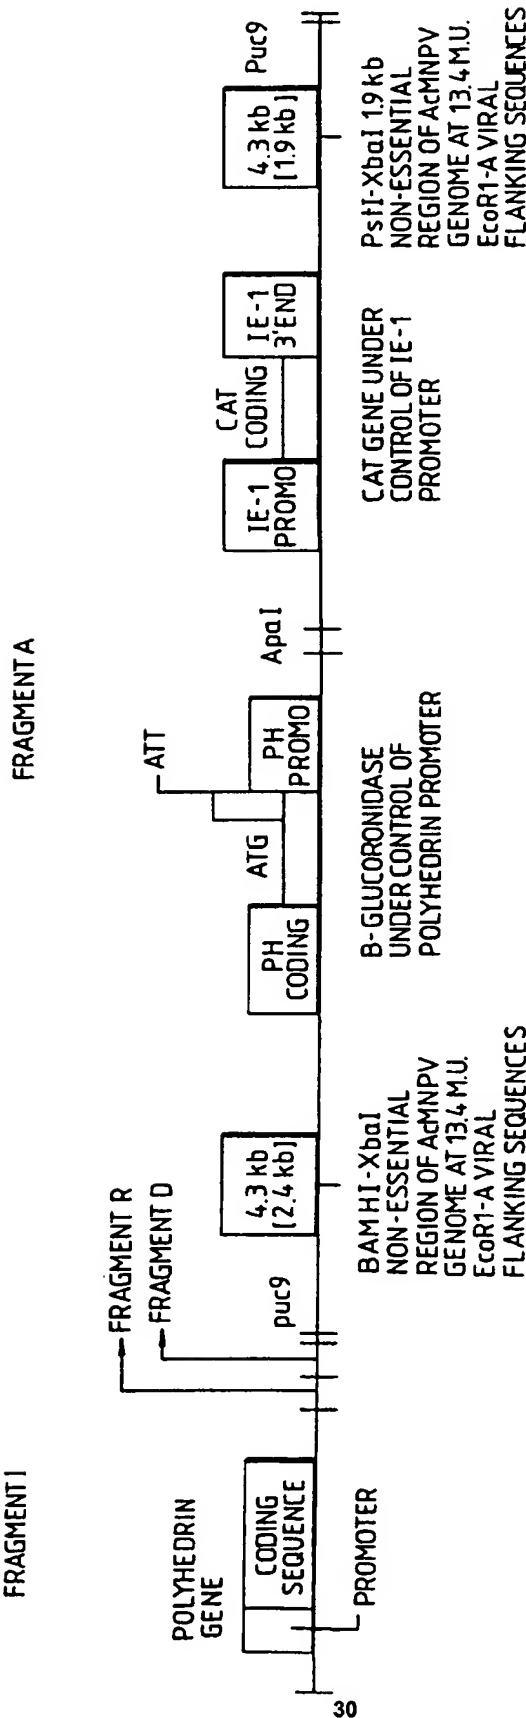 FRAGMENT I
FRAGMENT A
POLYHEDRIN
GENE
CODING
SEQUENCE
PROMOTER
30
FRAGMENT R
FRAGMENT D
puc9
4.3 kb
[2.4 kb]
BAM HI-XbaI
NON-ESSENTIAL
REGION OF AcMNPV
GENOME AT 13.4 M.U.
EcoR1-A VIRAL
FLANKING SEQUENCES
PH
CODING
ATG
ATT
PH
PROMO
B-GLUCORONIDASE
UNDER CONTROL OF
POLYHEDRIN PROMOTER
ApaI
IE-1
PROMO
CAT
CODING
IE-1
3'END
CAT GENE UNDER
CONTROL OF IE-1
PROMOTER
4.3 kb
[1.9 kb]
Puc9
PstI-XbaI 1.9 kb
NON-ESSENTIAL
REGION OF AcMNPV
GENOME AT 13.4 M.U.
EcoR1-A VIRAL
FLANKING SEQUENCES